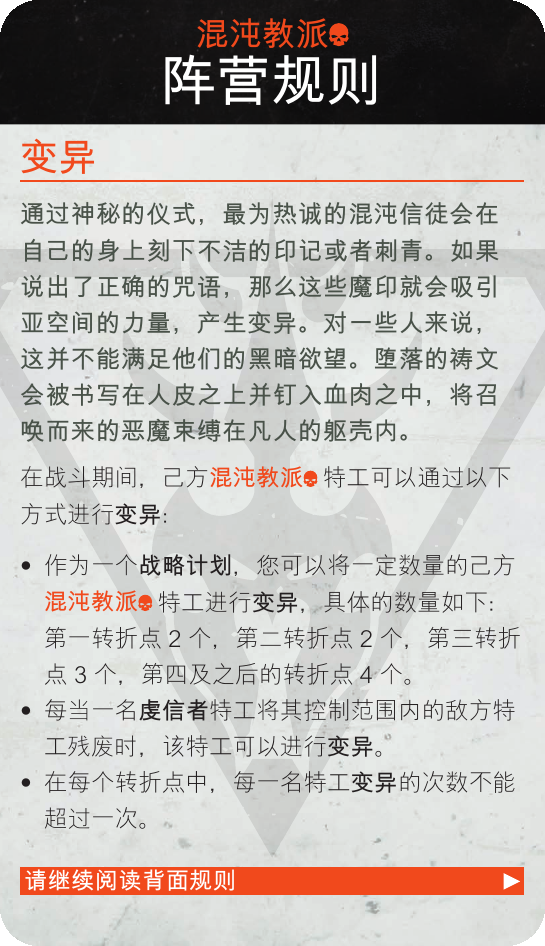 混沌教派
阵营规则
变异
通过神秘的仪式，最为热诚的混沌信徒会在
自己的身上刻下不洁的印记或者刺青。如果
说出了正确的咒语，那么这些魔印就会吸引
亚空间的力量，产生变异。对一些人来说，
这并不能满足他们的黑暗欲望。堕落的祷文
会被书写在人皮之上并钉入血肉之中，将召
唤而来的恶魔束缚在凡人的躯壳内。
在战斗期间，己方混沌教派特工可以通过以下
方式进行变异:
• 作为一个战略计划，您可以将一定数量的己方
混沌教派特工进行变异，具体的数量如下:
第一转折点 2 个，第二转折点 2 个，第三转折
点 3 个，第四及之后的转折点 4 个。
• 每当一名虔信者特工将其控制范围内的敌方特
工残废时，该特工可以进行变异。
• 在每个转折点中，每一名特工变异的次数不能
超过一次。
请继续阅读背面规则